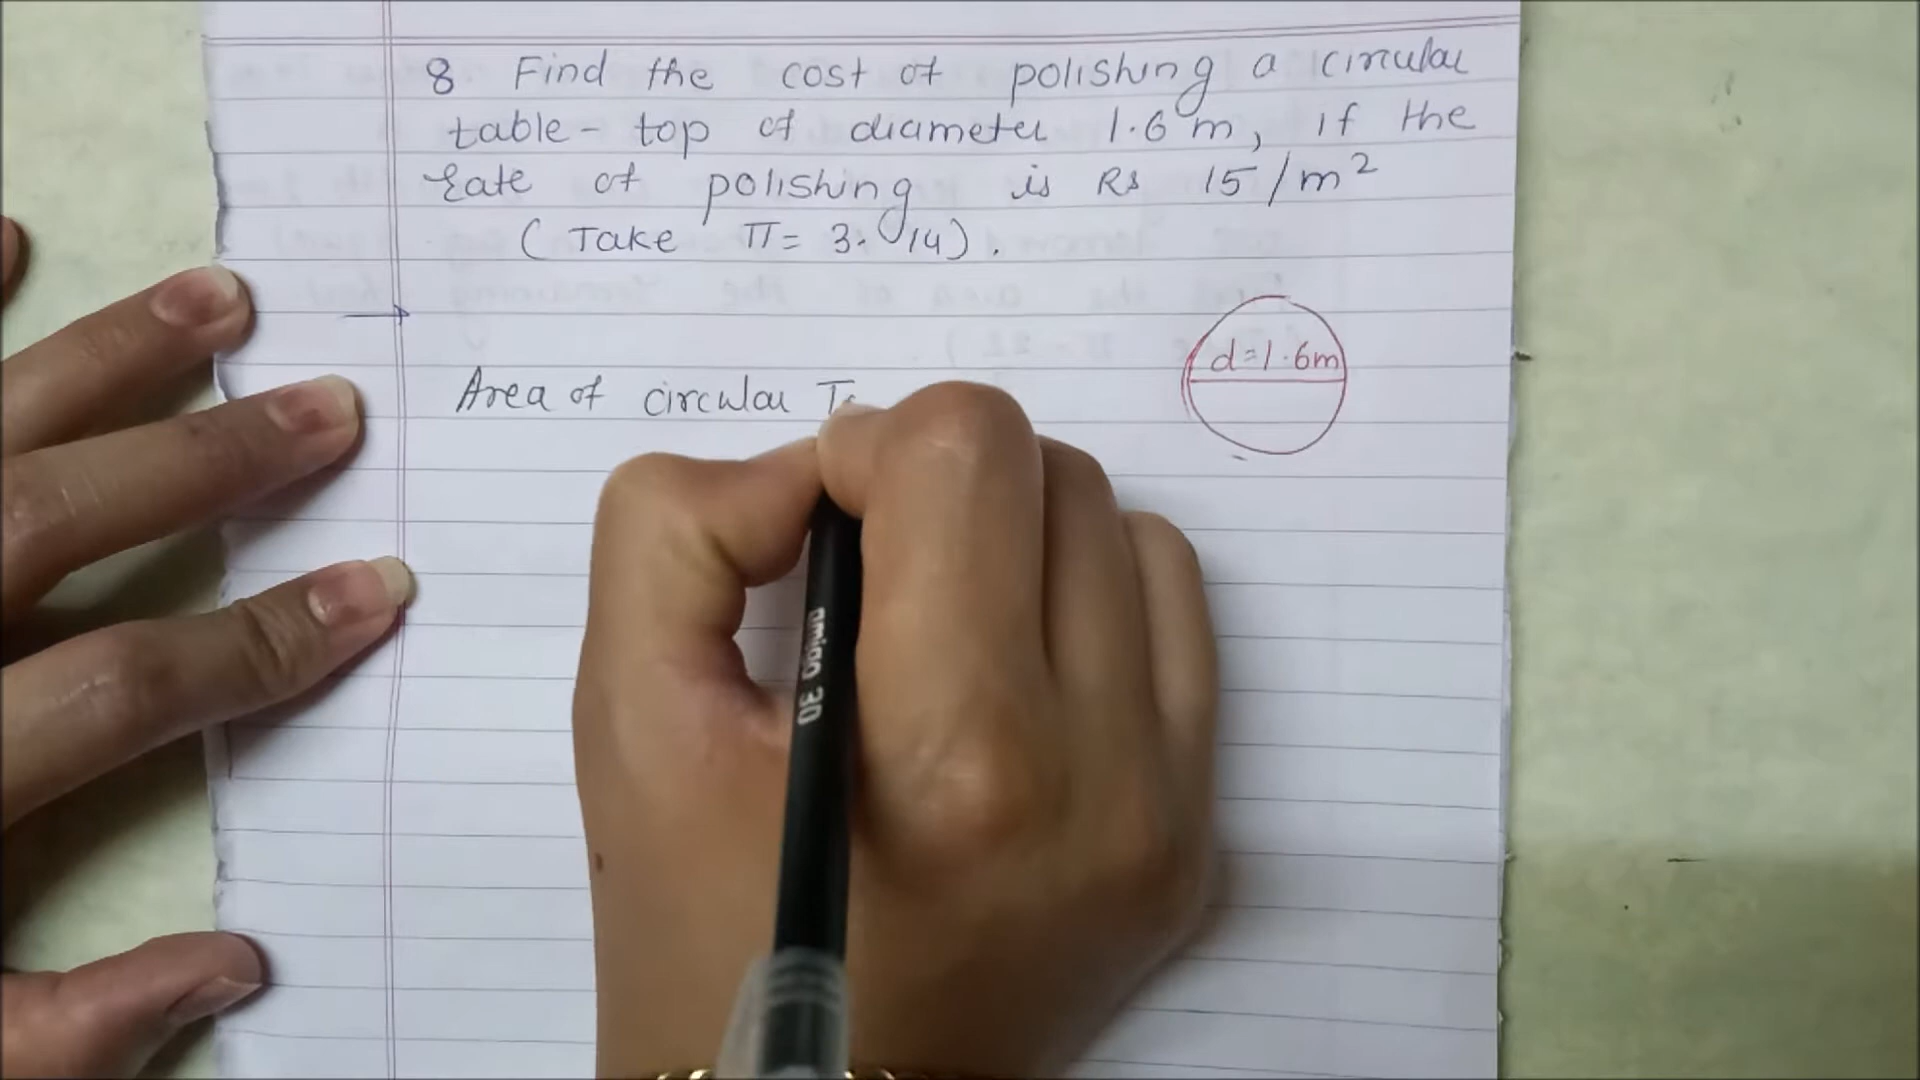 8 Find the cost of polishing a circular
table-top of diameter 1.6 m, if the
rate of polishing is Rs 15/m²
(Take π = 3.14).
d=1.6m
Area of circular
amigo 30